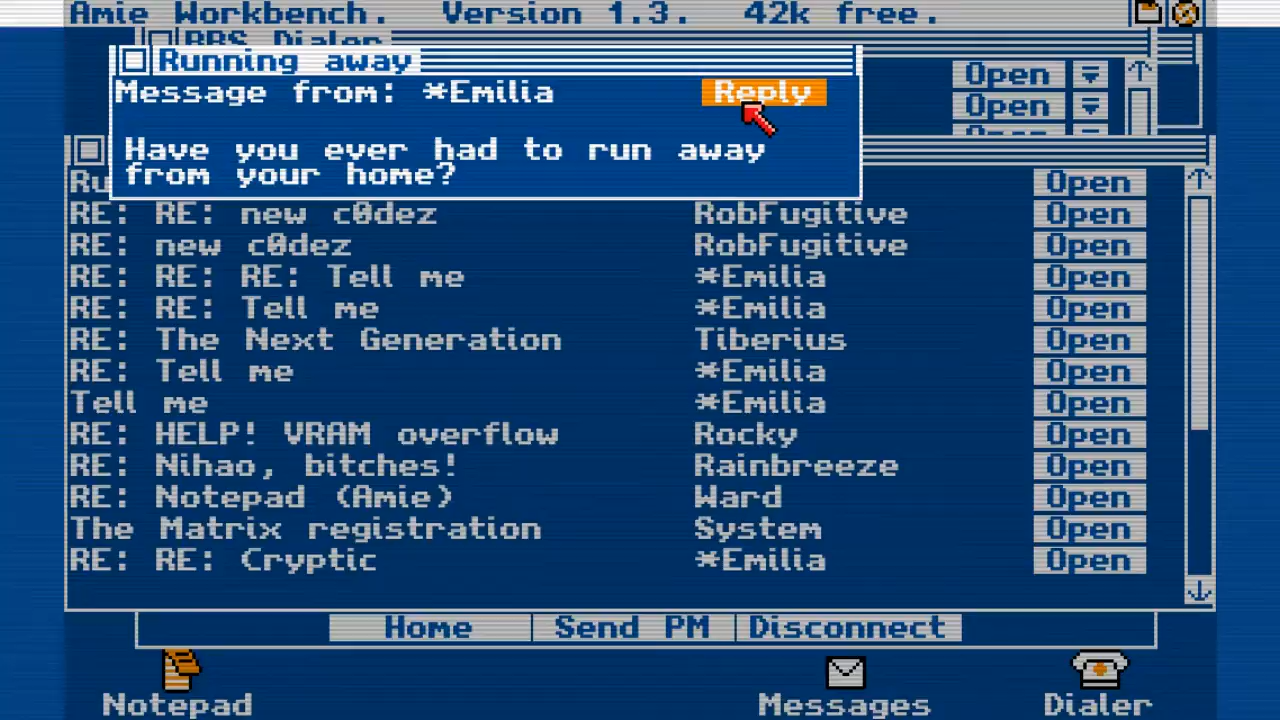 Amie Workbench. Version 1.3. 42k free.
BBS Dialer
Running away
Message from: *Emilia Reply
Have you ever had to run away
from your home?
Open
Open
Open
Ru Open
RE: RE: new c0dez RobFugitive Open
RE: new c0dez RobFugitive Open
RE: RE: RE: Tell me *Emilia Open
RE: RE: Tell me *Emilia Open
RE: The Next Generation Tiberius Open
RE: Tell me *Emilia Open
Tell me *Emilia Open
RE: HELP! VRAM overflow Rocky Open
RE: Nihao, bitches! Rainbreeze Open
RE: Notepad (Amie) Ward Open
The Matrix registration System Open
RE: RE: Cryptic *Emilia Open
Home Send PM Disconnect
Notepad Messages Dialer